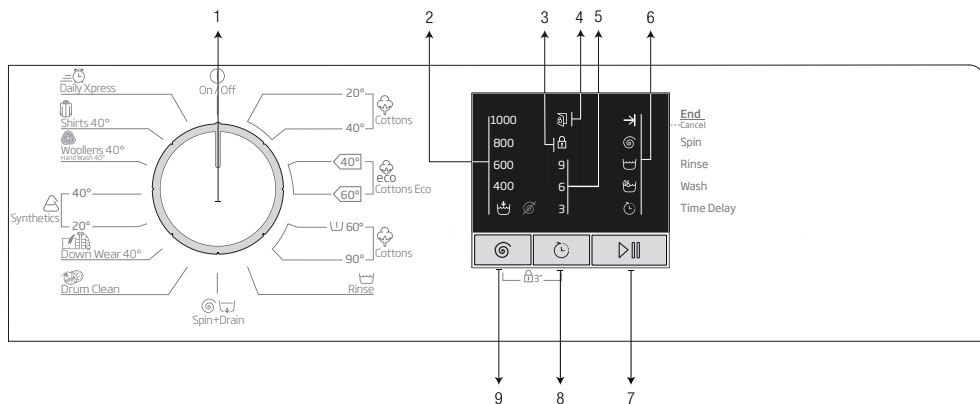 1
2
3
4
5
6
On / Off
Daily Xpress
Shirts 40°
Woollens 40°
Hand Wash 40°
40°
Synthetics
20°
Down Wear 40°
Drum Clean
Spin+Drain
20°
40°
Cottons
40°
eco
60°
Cottons Eco
60°
Cottons
90°
Rinse
1000
800
600
400
9
6
3
End
Cancel
Spin
Rinse
Wash
Time Delay
3"
9
8
7